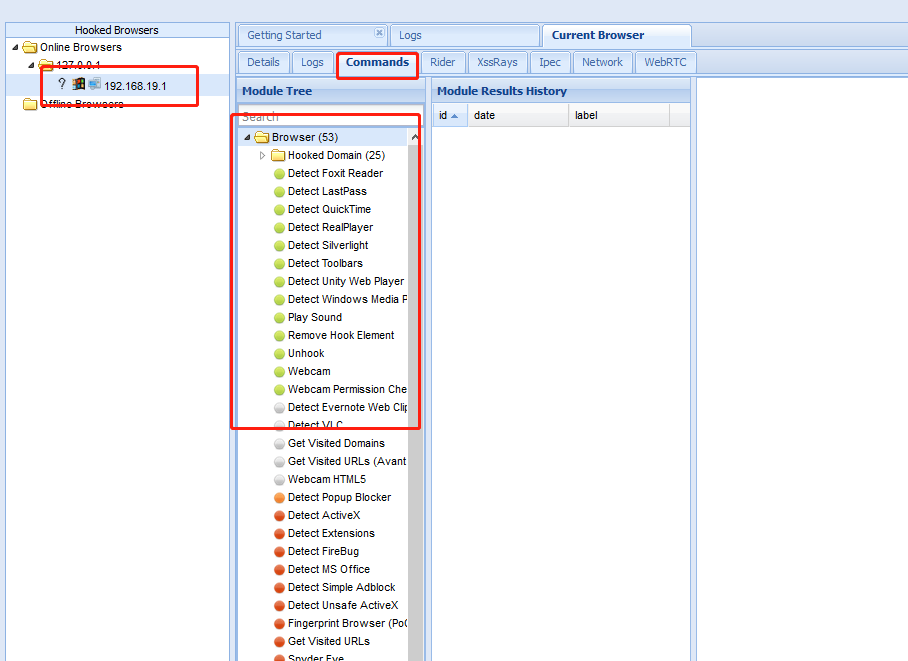 Hooked Browsers
Online Browsers
127.0.0.1
? 192.168.19.1
Offline Browsers
Getting Started
Logs
Current Browser
Details
Logs
Commands
Rider
XssRays
Ipec
Network
WebRTC
Module Tree
Search
Browser (53)
Hooked Domain (25)
Detect Foxit Reader
Detect LastPass
Detect QuickTime
Detect RealPlayer
Detect Silverlight
Detect Toolbars
Detect Unity Web Player
Detect Windows Media P
Play Sound
Remove Hook Element
Unhook
Webcam
Webcam Permission Che
Detect Evernote Web Clip
Detect VLC
Get Visited Domains
Get Visited URLs (Avant
Webcam HTML5
Detect Popup Blocker
Detect ActiveX
Detect Extensions
Detect FireBug
Detect MS Office
Detect Simple Adblock
Detect Unsafe ActiveX
Fingerprint Browser (PoC
Get Visited URLs
Spyder Eye
Module Results History
id
date
label